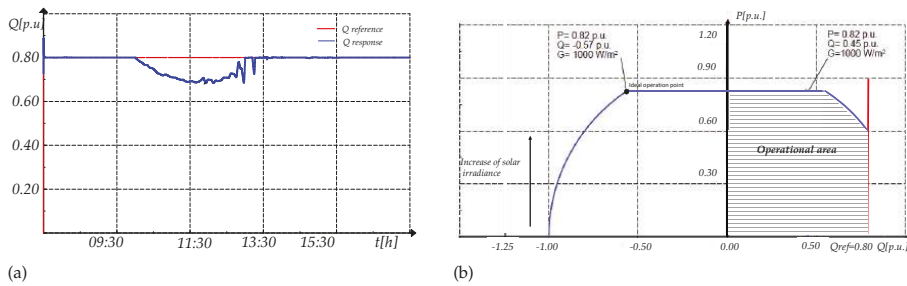 Q[p.u]
Q reference
Q response
0.80
0.60
0.40
0.20
09:30
11:30
13:30
15:30
t[h]
(a)
P[p.u.]
P= 0.82 p.u.
Q= -0.57 p.u.
G= 1000 W/m²
1.20
P= 0.82 p.u.
Q= 0.45 p.u.
G= 1000 W/m²
0.90
Ideal operation point
0.60
Operational area
Increase of solar
irradiance
0.30
-1.25
-1.00
-0.50
0.00
0.50
Qref=0.80
Q[p.u.]
(b)